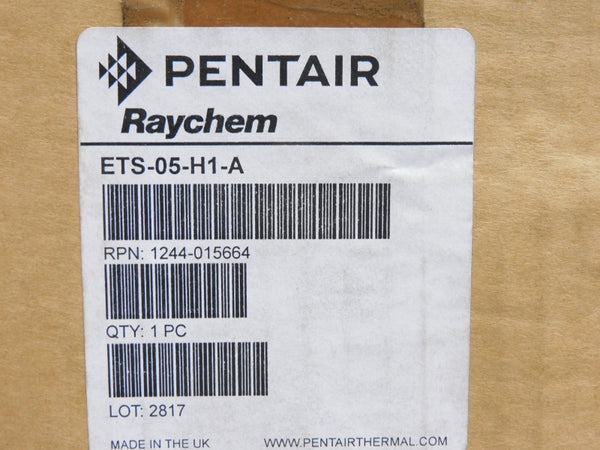 PENTAIR
Raychem
ETS-05-H1-A
RPN: 1244-015664
QTY: 1 PC
LOT: 2817
MADE IN THE UK WWW.PENTAIRTHERMAL.COM